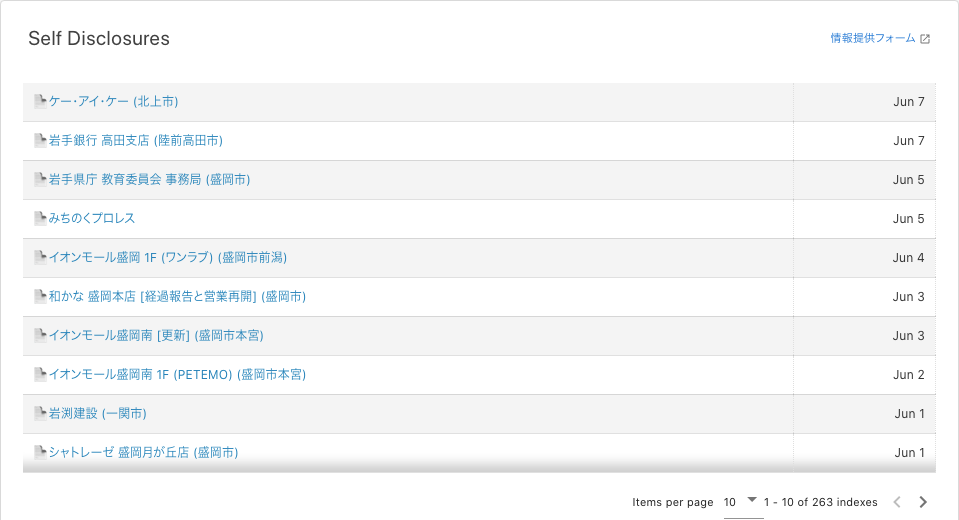 Self Disclosures
情報提供フォーム
ケー・アイ・ケー (北上市) Jun 7
岩手銀行 高田支店 (陸前高田市) Jun 7
岩手県庁 教育委員会 事務局 (盛岡市) Jun 5
みちのくプロレス Jun 5
イオンモール盛岡 1F (ワンラブ) (盛岡市前潟) Jun 4
和かな 盛岡本店 [経過報告と営業再開] (盛岡市) Jun 3
イオンモール盛岡南 [更新] (盛岡市本宮) Jun 3
イオンモール盛岡南 1F (PETEMO) (盛岡市本宮) Jun 2
岩渕建設 (一関市) Jun 1
シャトレーゼ 盛岡月が丘店 (盛岡市) Jun 1
Items per page 10 1 - 10 of 263 indexes